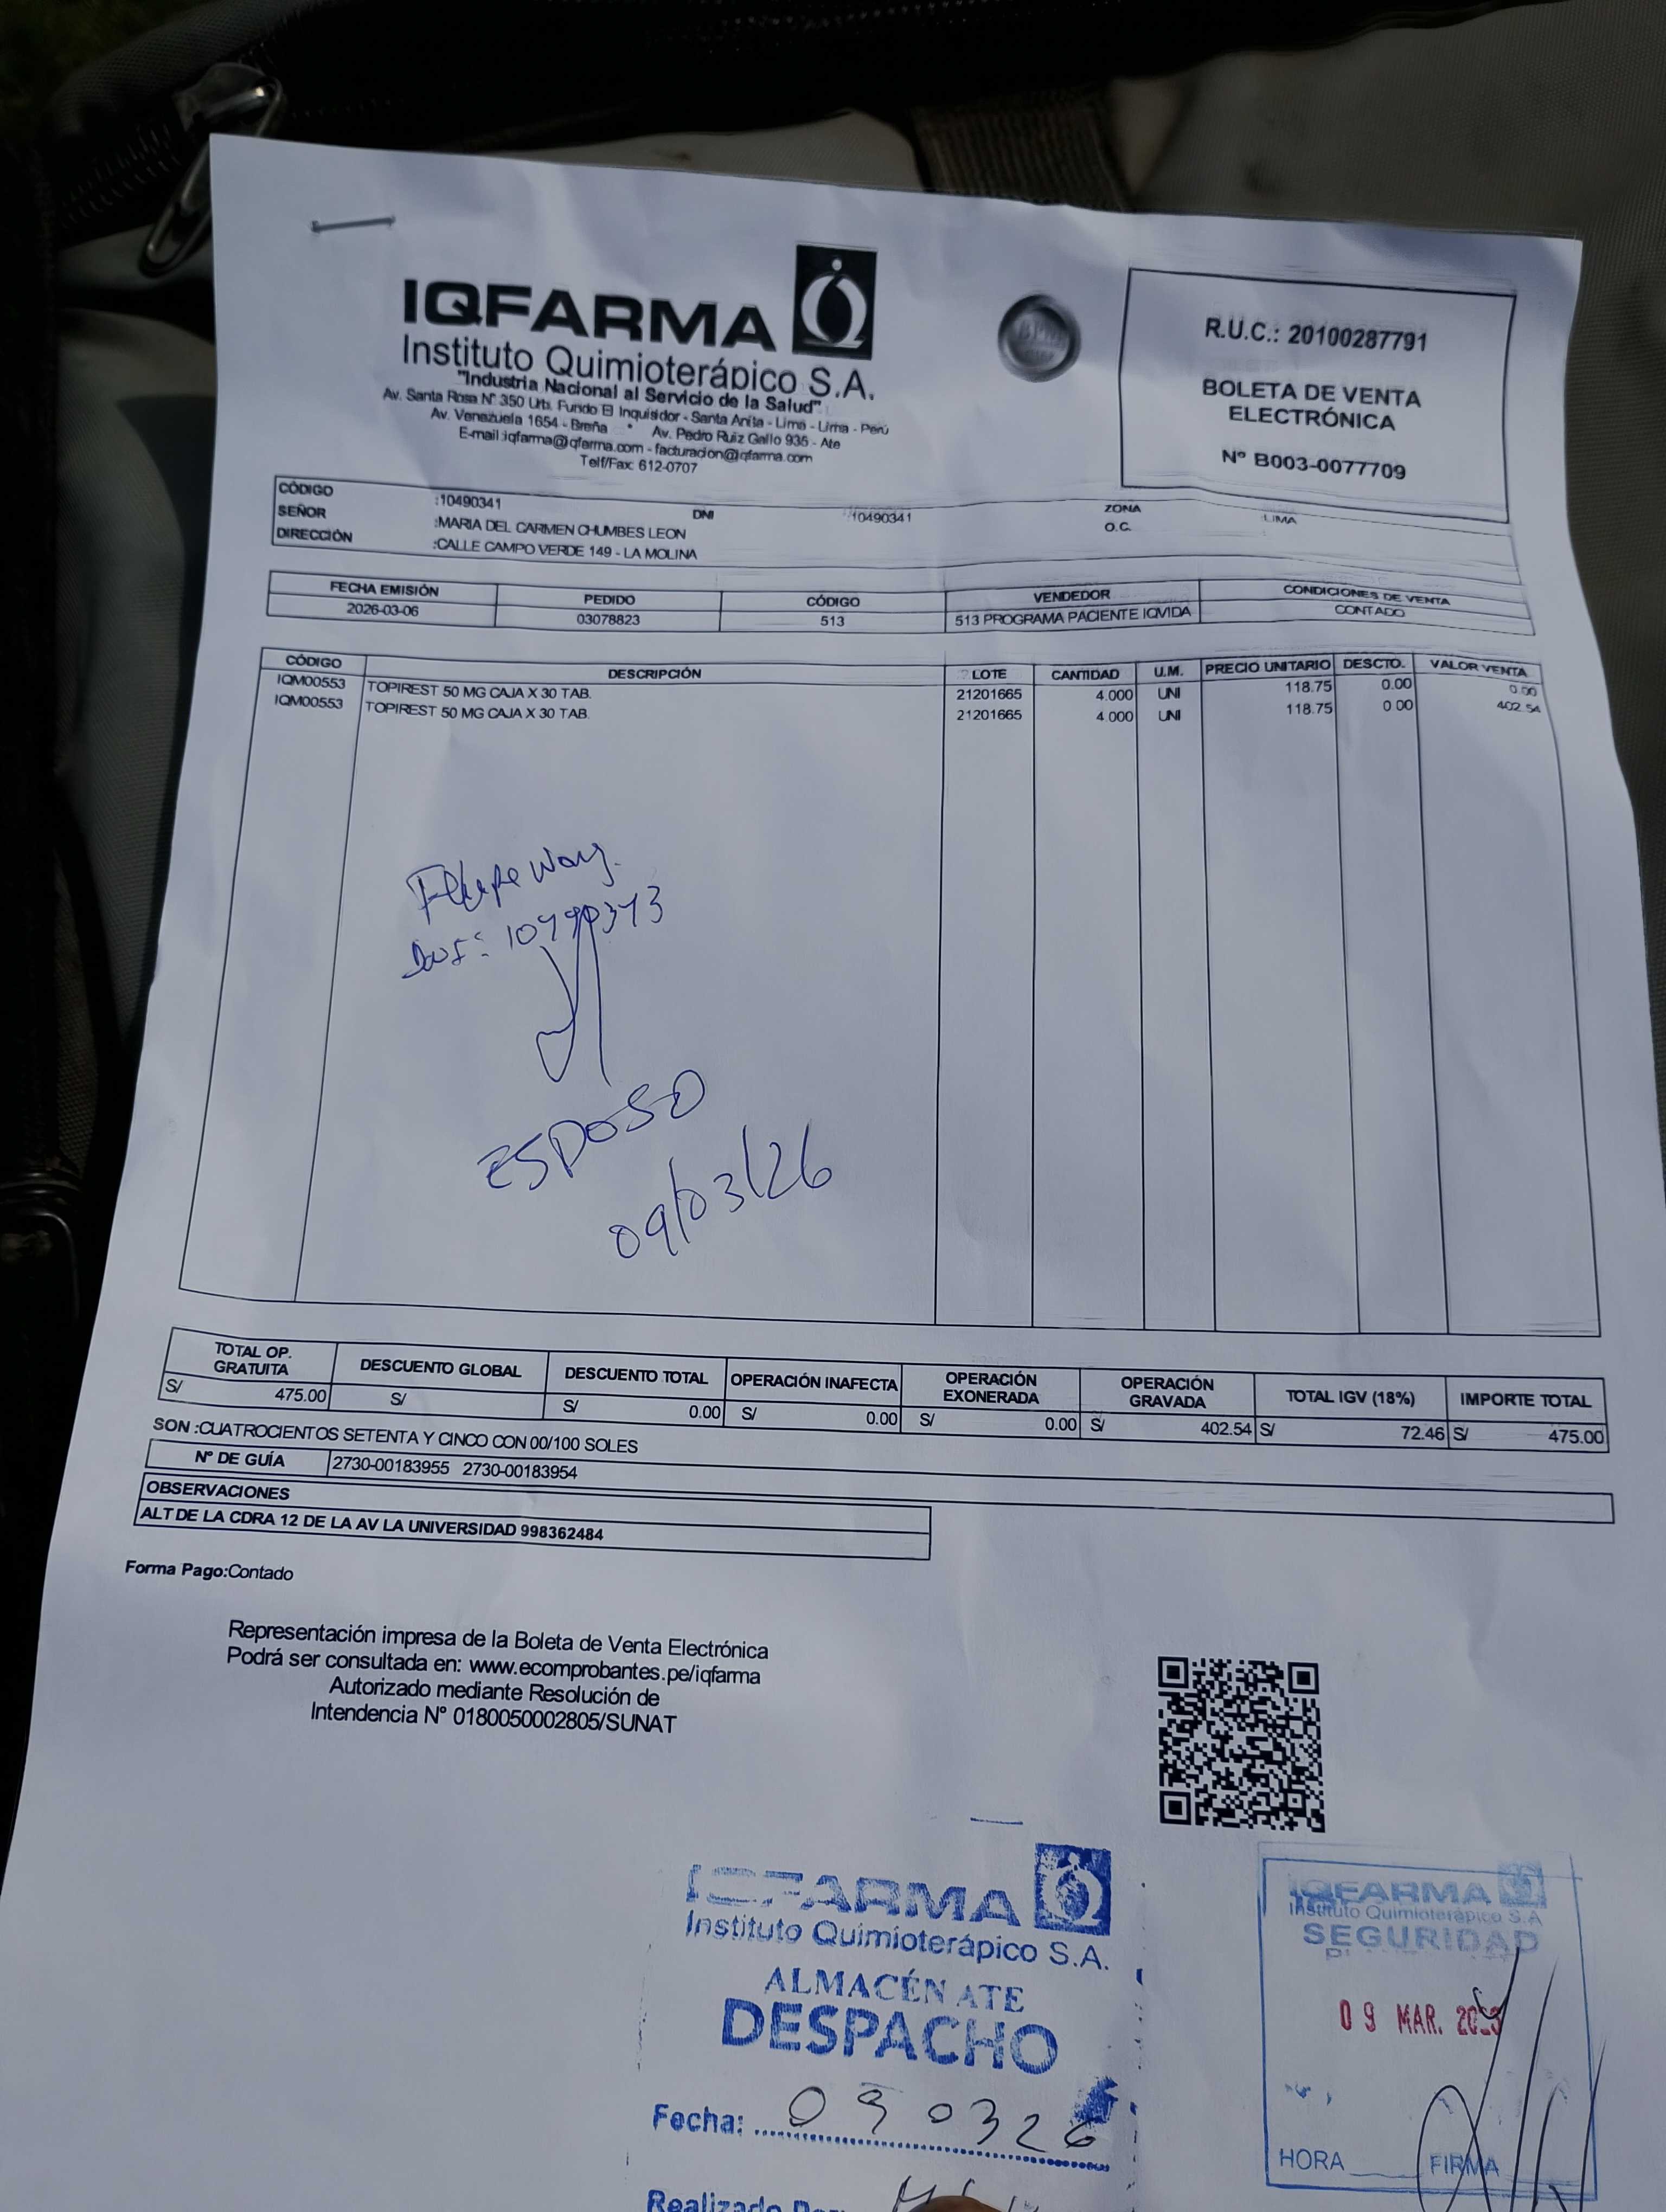 IQFARMA
Instituto Quimioterápico S.A.
"Industria Nacional al Servicio de la Salud"
Av. Santa Rosa Nº 350 Urb. Fundo El Inquisidor - Santa Anita - Lima - Lima - Perú
Av. Venezuela 1654 - Breña * Av. Pedro Ruiz Gallo 935 - Ate
E-mail:iqfarma@iqfarma.com - facturacion@iqfarma.com
Telf/Fax: 612-0707
R.U.C.: 20100287791
BOLETA DE VENTA
ELECTRÓNICA
Nº B003-0077709
CÓDIGO :10490341 DNI 10490341 ZONA LIMA
SEÑOR :MARIA DEL CARMEN CHUMBES LEON O.C.
DIRECCIÓN :CALLE CAMPO VERDE 149 - LA MOLINA
FECHA EMISIÓN PEDIDO CÓDIGO VENDEDOR CONDICIONES DE VENTA
2026-03-06 03078823 513 513 PROGRAMA PACIENTE IQVIDA CONTADO
CÓDIGO DESCRIPCIÓN LOTE CANTIDAD U.M. PRECIO UNITARIO DESCTO. VALOR VENTA
IQM00553 TOPIREST 50 MG CAJA X 30 TAB. 21201665 4.000 UNI 118.75 0.00 0.00
IQM00553 TOPIREST 50 MG CAJA X 30 TAB. 21201665 4.000 UNI 118.75 0.00 402.54
Felipe Wong.
ESPOSO
09/03/26
TOTAL OP. GRATUITA DESCUENTO GLOBAL DESCUENTO TOTAL OPERACIÓN INAFECTA OPERACIÓN EXONERADA OPERACIÓN GRAVADA TOTAL IGV (18%) IMPORTE TOTAL
S/ 475.00 S/ S/ 0.00 S/ 0.00 S/ 0.00 S/ 402.54 S/ 72.46 S/ 475.00
SON :CUATROCIENTOS SETENTA Y CINCO CON 00/100 SOLES
Nº DE GUÍA 2730-00183955 2730-00183954
OBSERVACIONES
ALT DE LA CDRA 12 DE LA AV LA UNIVERSIDAD 998362484
Forma Pago:Contado
Representación impresa de la Boleta de Venta Electrónica
Podrá ser consultada en: www.ecomprobantes.pe/iqfarma
Autorizado mediante Resolución de
Intendencia Nº 0180050002805/SUNAT
IQFARMA
Instituto Quimioterápico S.A.
ALMACÉN ATE
DESPACHO
Fecha: 090326
IQFARMA
Instituto Quimioterápico S.A
SEGURIDAD
09 MAR.
HORA FIRMA